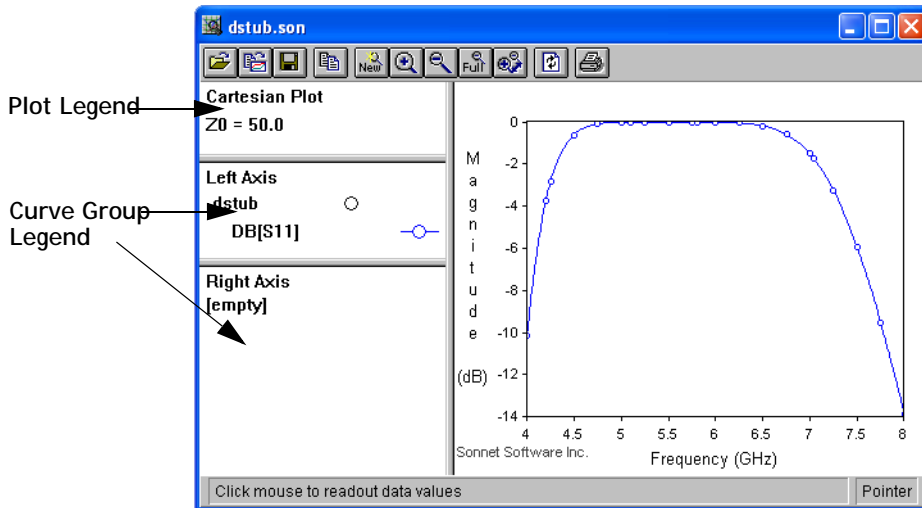 dstub.son
New
Full
Plot Legend
Cartesian Plot
Z0 = 50.0
Curve Group
Legend
Left Axis
dstub
DB[S11]
Right Axis
[empty]
Magnitude
(dB)
0
-2
-4
-6
-8
-10
-12
-14
4 4.5 5 5.5 6 6.5 7 7.5 8
Sonnet Software Inc.
Frequency (GHz)
Click mouse to readout data values
Pointer